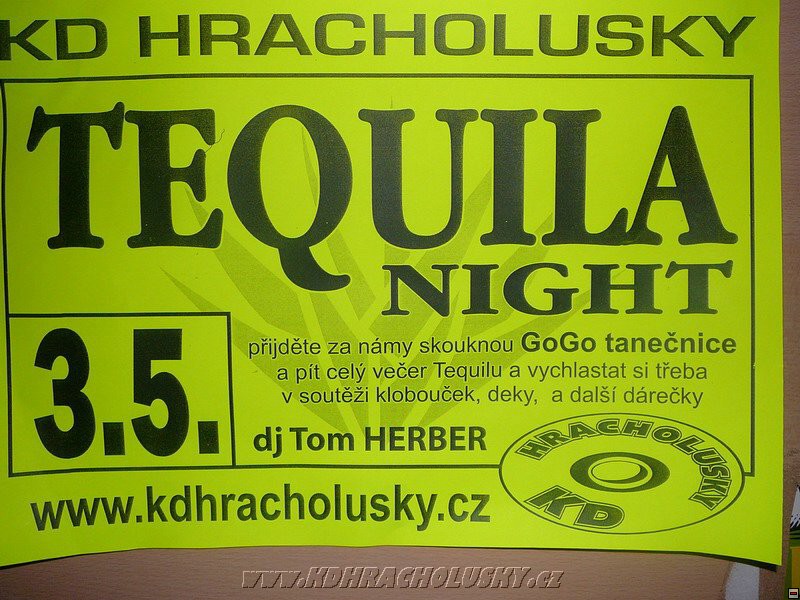 KD HRACHOLUSKY
TEQUILA
NIGHT
3.5.
přijděte za námy skouknou GoGo tanečnice
a pít celý večer Tequilu a vychlastat si třeba
v soutěži klobouček, deky, a další dárečky
dj Tom HERBER
HRACHOLUSKY
KD
www.kdhracholusky.cz
www.KDHRACHOLUSKY.cz